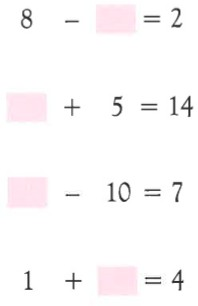 8 − = 2
+ 5 = 14
− 10 = 7
1 + = 4